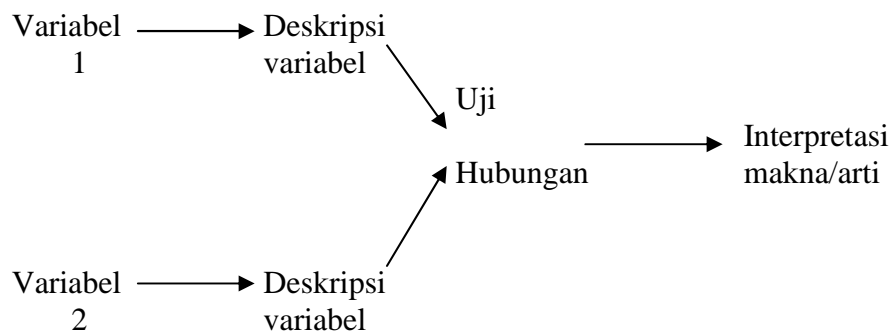 Variabel
1
Deskripsi
variabel
Uji
Hubungan
Interpretasi
makna/arti
Variabel
2
Deskripsi
variabel